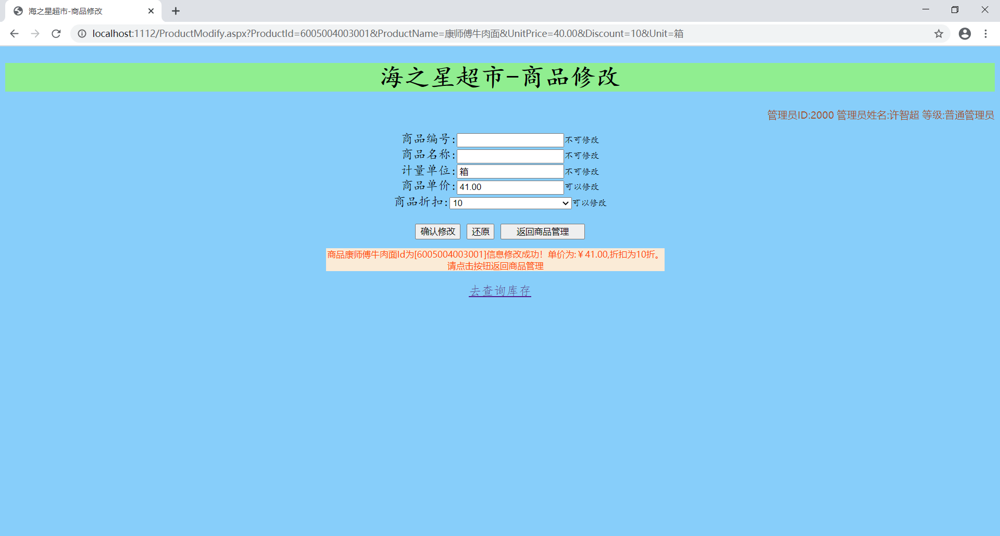 海之星超市-商品修改
localhost:1112/ProductModify.aspx?ProductId=6005004003001&ProductName=康师傅牛肉面&UnitPrice=40.00&Discount=10&Unit=箱
海之星超市-商品修改
管理员ID:2000 管理员姓名:许智超 等级:普通管理员
商品编号: 不可修改
商品名称: 不可修改
计量单位: 箱 不可修改
商品单价: 41.00 可以修改
商品折扣: 10 可以修改
确认修改 还原 返回商品管理
商品康师傅牛肉面Id为[6005004003001]信息修改成功！单价为:￥41.00,折扣为10折。
请点击按钮返回商品管理
去查询库存